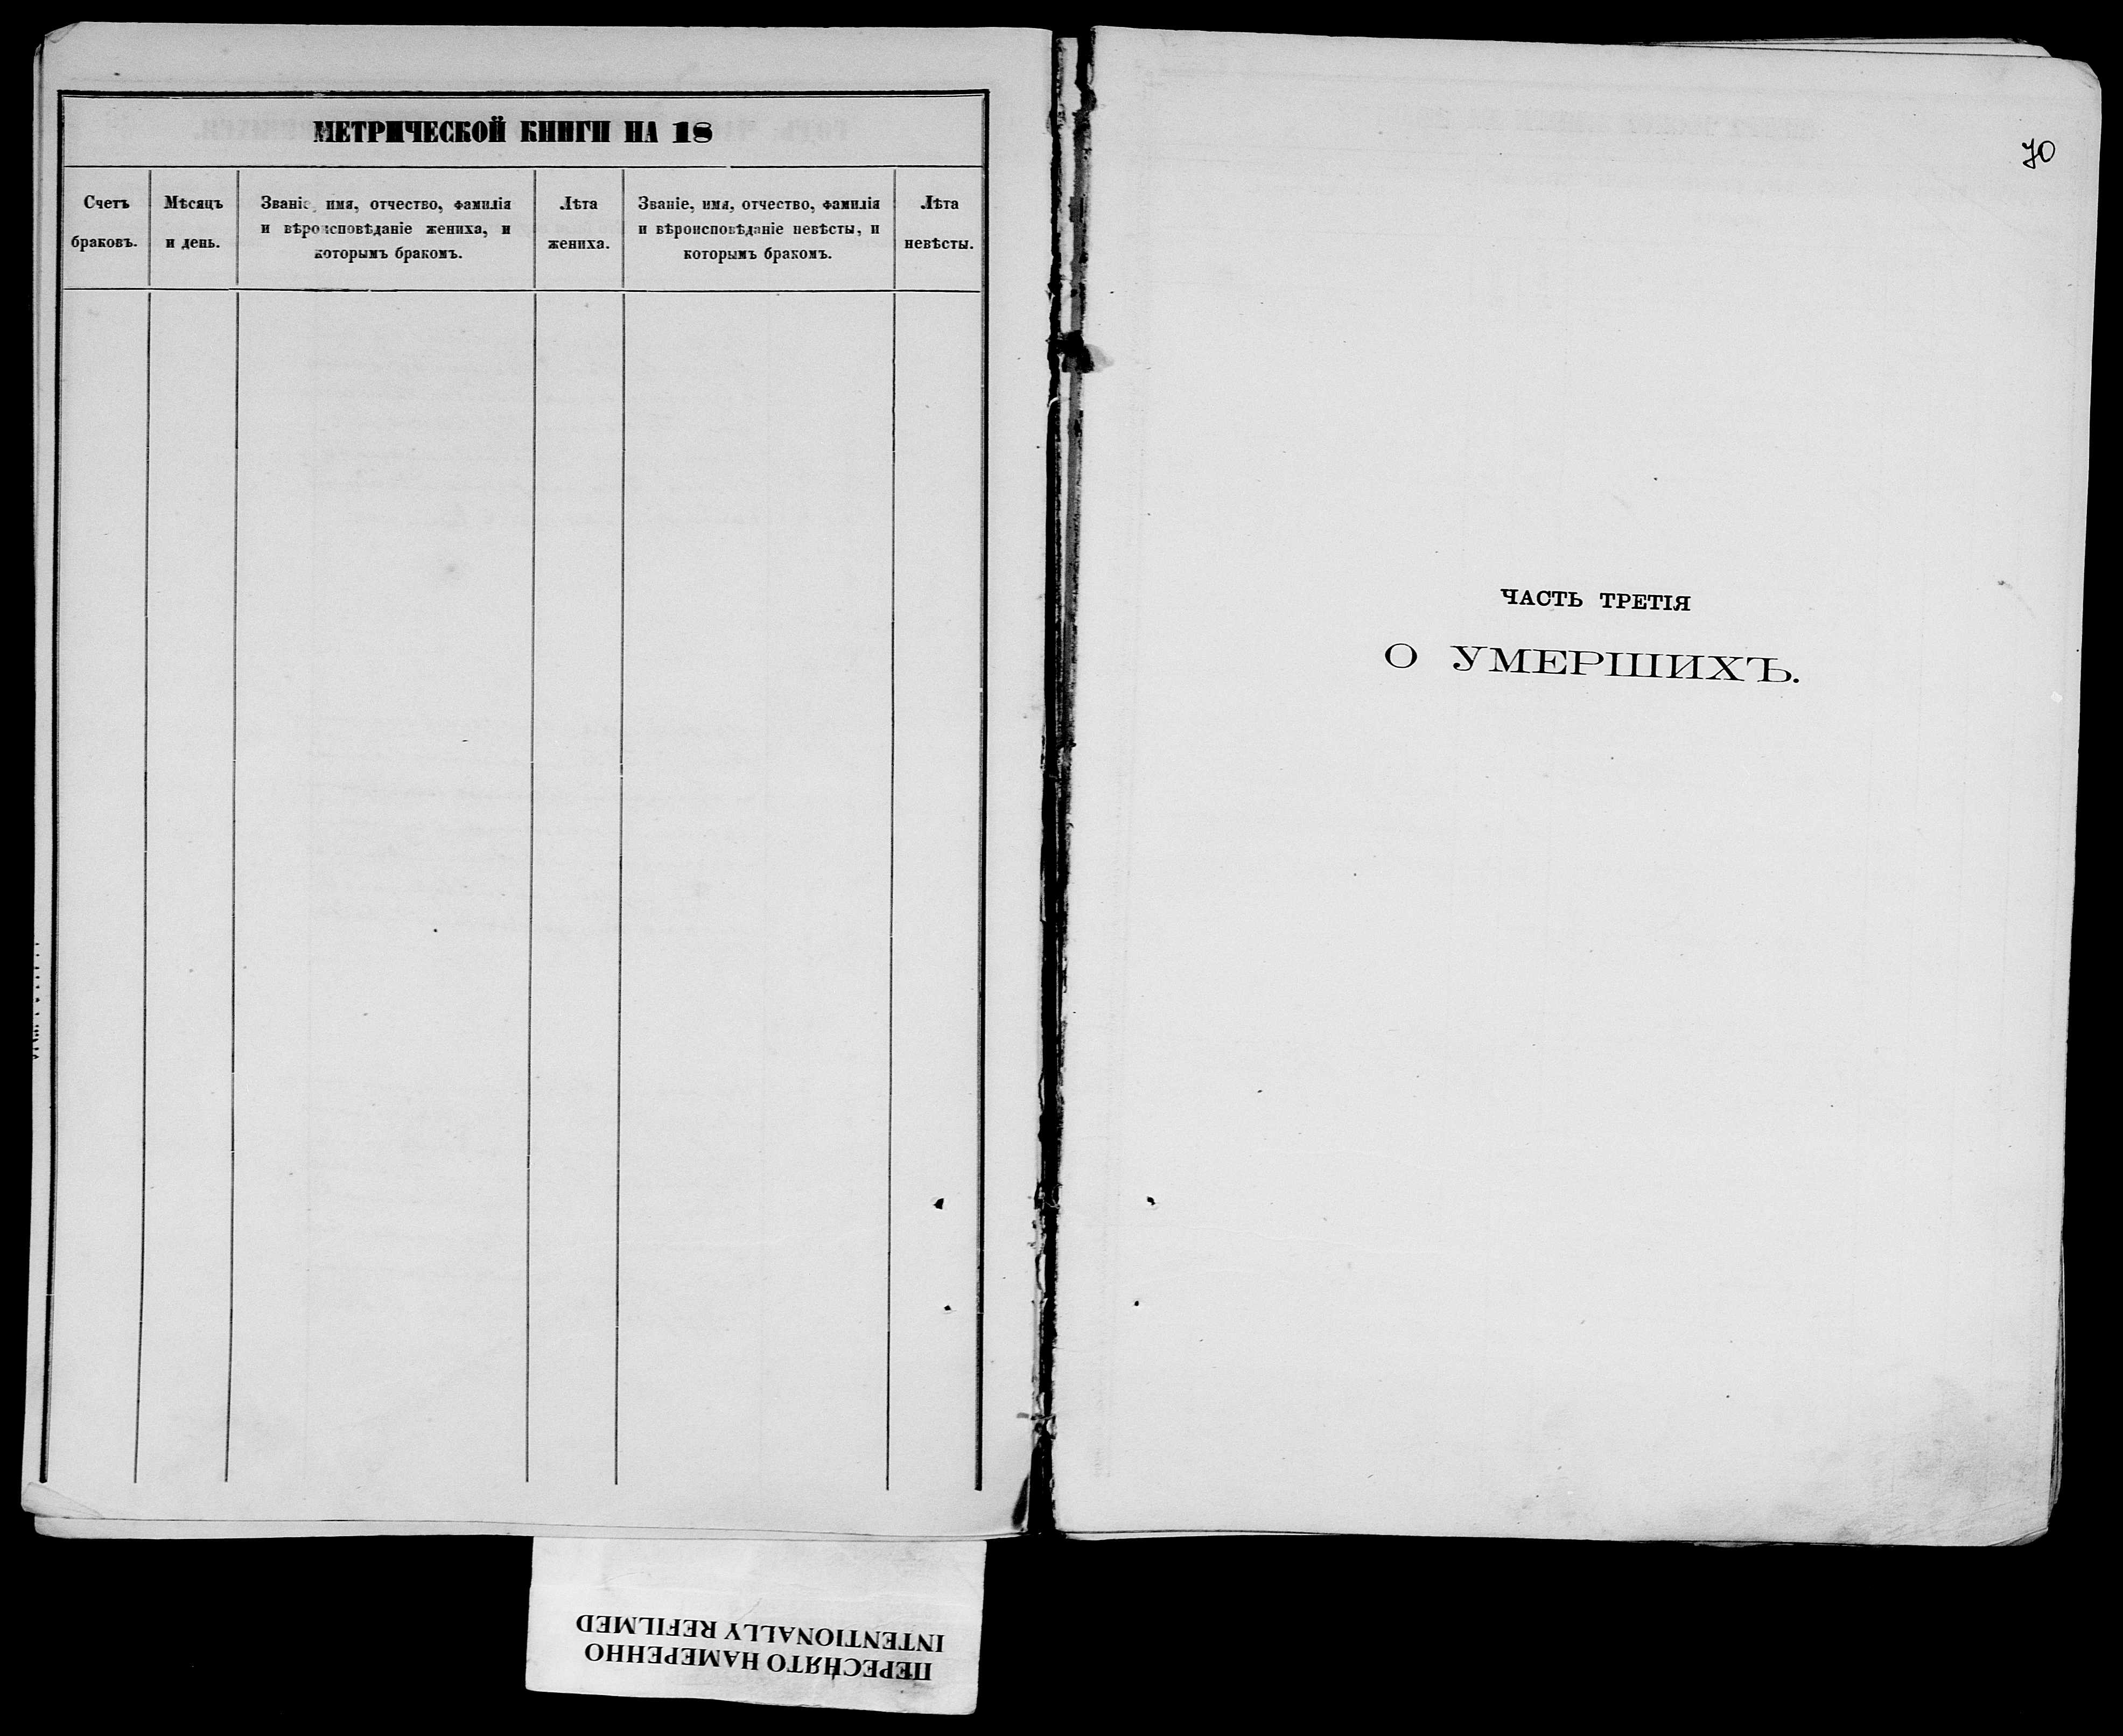 МЕТРИЧЕСКОЙ КНИГИ НА 18
Счетъ
браковъ.
Мѣсяцъ
и день.
Званіе, имя, отчество, фамилія
и вѣроисповѣданіе жениха, и
которымъ бракомъ.
Лѣта
жениха.
Званіе, имя, отчество, фамилія
и вѣроисповѣданіе невѣсты, и
которымъ бракомъ.
Лѣта
невѣсты.
70
ЧАСТЬ ТРЕТІЯ
О УМЕРШИХЪ.
ПЕРЕСНЯТО НАМЕРЕННО
INTENTIONALLY REFILMED